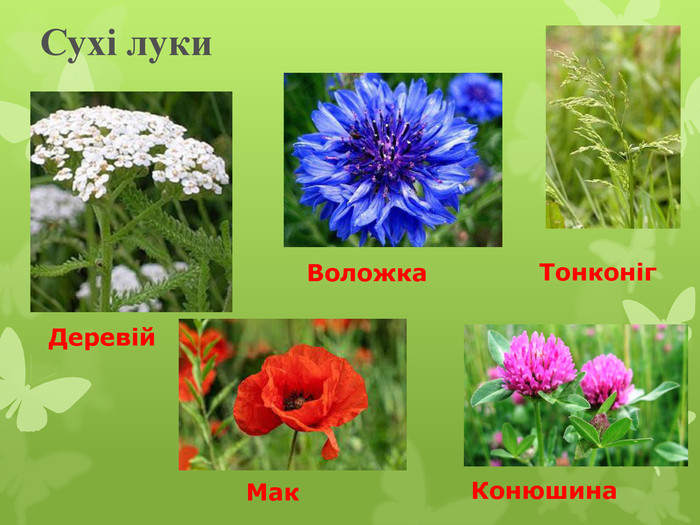 Сухі луки
Воложка
Тонконіг
Деревій
Мак
Конюшина